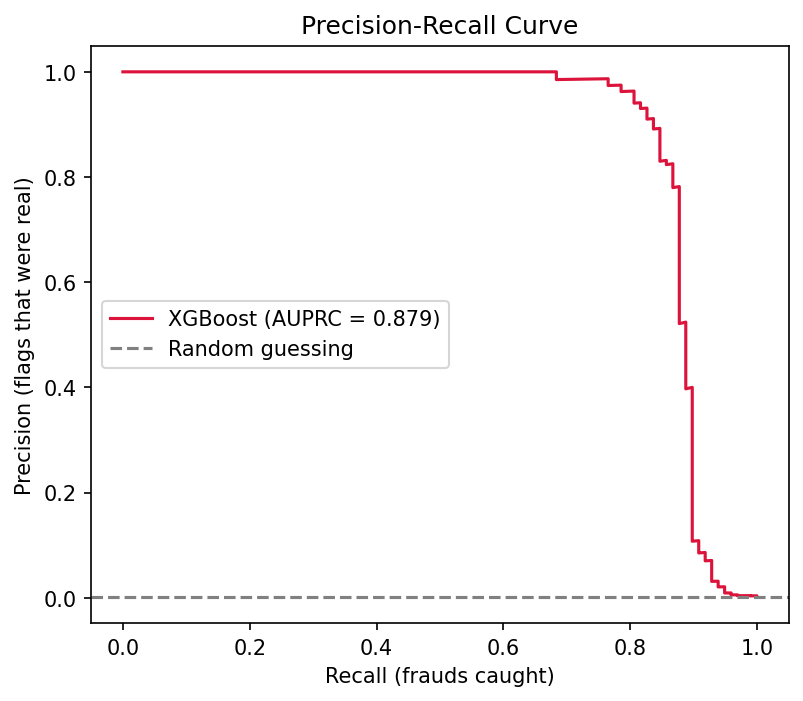 Precision-Recall Curve
1.0
0.8
0.6
0.4
0.2
0.0
Precision (flags that were real)
XGBoost (AUPRC = 0.879)
Random guessing
0.0 0.2 0.4 0.6 0.8 1.0
Recall (frauds caught)